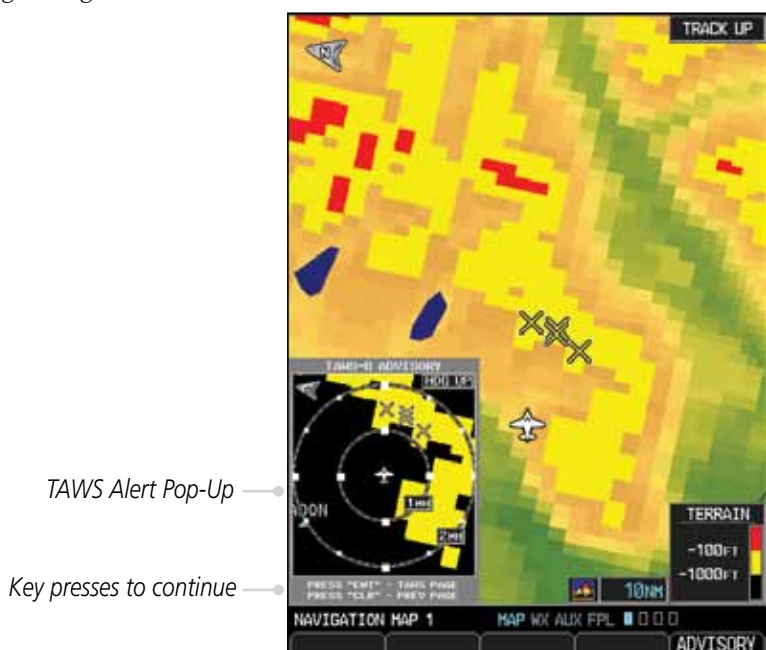 TRACK UP
N
TAWS-B ADVISORY
HDG UP
1NM
2NM
TAWS Alert Pop-Up
TERRAIN
-100FT
-1000FT
Key presses to continue
PRESS "ENT" - TAWS PAGE
PRESS "CLR" - PREV PAGE
10NM
NAVIGATION MAP 1
MAP WX AUX FPL
ADVISORY